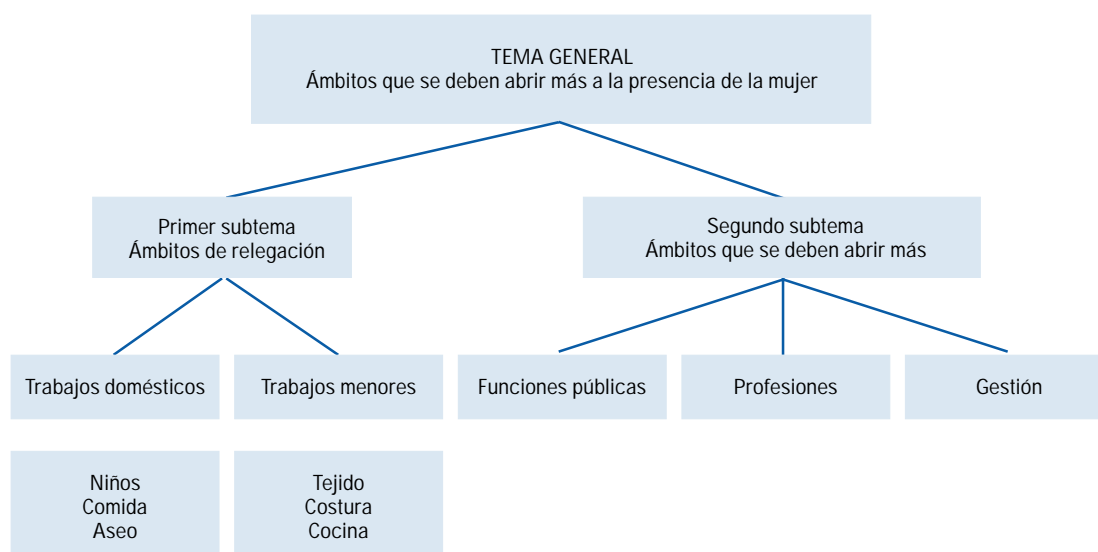 TEMA GENERAL
Ámbitos que se deben abrir más a la presencia de la mujer
Primer subtema
Ámbitos de relegación
Segundo subtema
Ámbitos que se deben abrir más
Trabajos domésticos
Trabajos menores
Funciones públicas
Profesiones
Gestión
Niños
Comida
Aseo
Tejido
Costura
Cocina